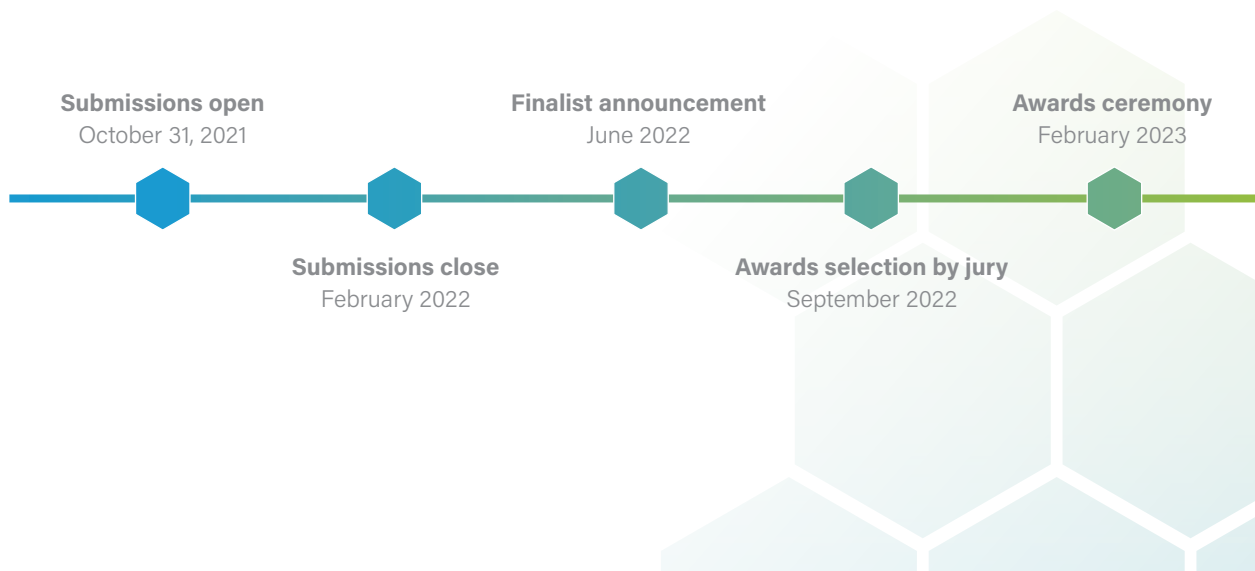 Submissions open
October 31, 2021
Submissions close
February 2022
Finalist announcement
June 2022
Awards selection by jury
September 2022
Awards ceremony
February 2023